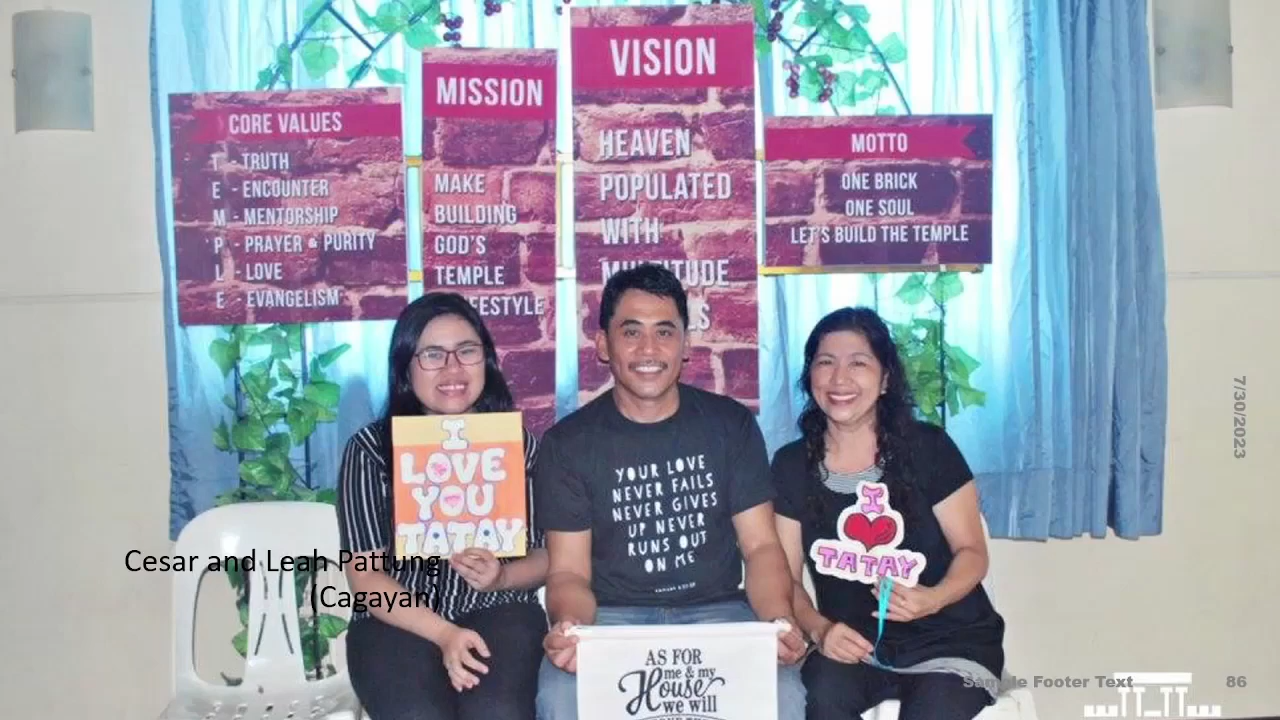 CORE VALUES
T - TRUTH
E - ENCOUNTER
M - MENTORSHIP
P - PRAYER & PURITY
L - LOVE
E - EVANGELISM
MISSION
MAKE
BUILDING
GOD'S
TEMPLE
VISION
HEAVEN
POPULATED
WITH
MULTITUDE
MOTTO
ONE BRICK
ONE SOUL
LET'S BUILD THE TEMPLE
I
LOVE
YOU
TATAY
YOUR LOVE
NEVER FAILS
NEVER GIVES
UP NEVER
RUNS OUT
ON ME
I
TATAY
AS FOR
me & my
House
we will
Cesar and Leah Pattung
(Cagayan)
7/30/2023
Sample Footer Text
86